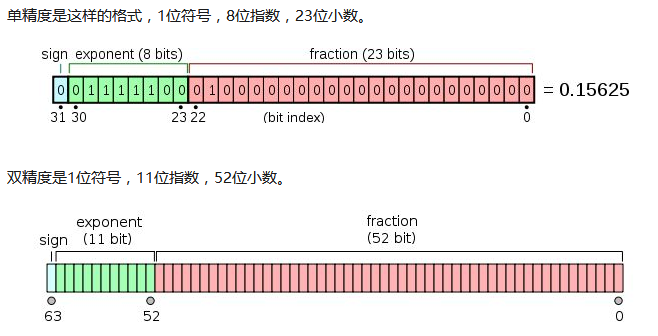 单精度是这样的格式，1位符号，8位指数，23位小数。
sign exponent (8 bits) fraction (23 bits)
0 0 1 1 1 1 1 0 0 0 1 0 0 0 0 0 0 0 0 0 0 0 0 0 0 0 0 0 0 0 0 0 = 0.15625
31 30 23 22 (bit index) 0
双精度是1位符号，11位指数，52位小数。
sign exponent (11 bit) fraction (52 bit)
63 52 0